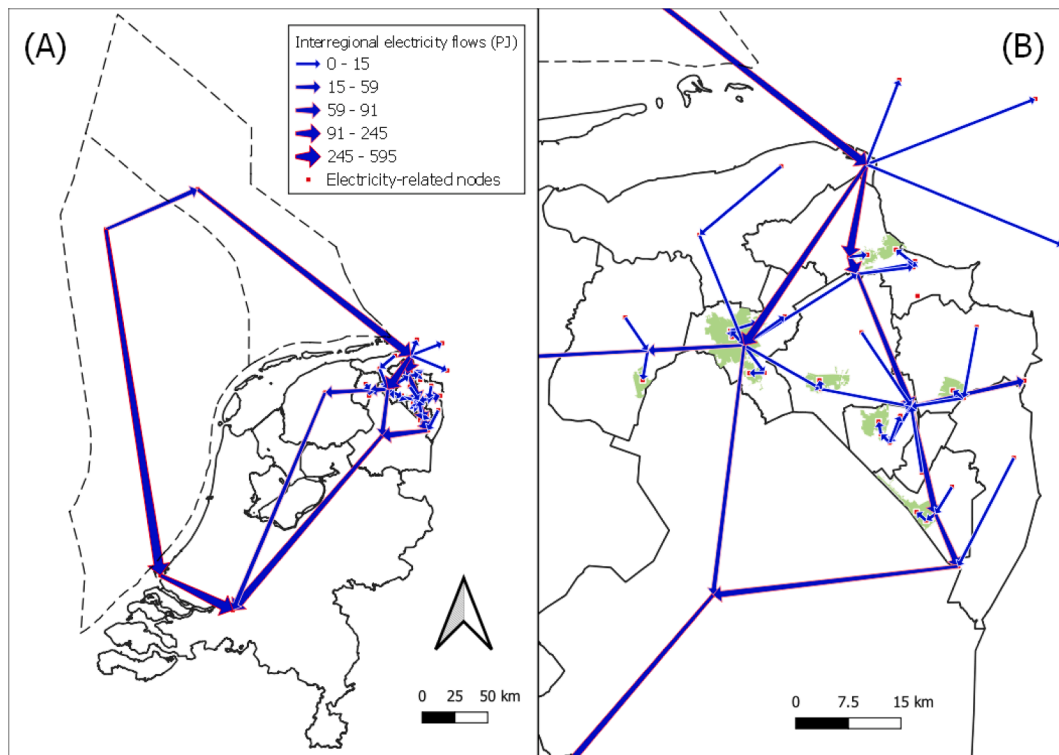 (A)
Interregional electricity flows (PJ)
0 - 15
15 - 59
59 - 91
91 - 245
245 - 595
Electricity-related nodes
(B)
0 25 50 km
0 7.5 15 km